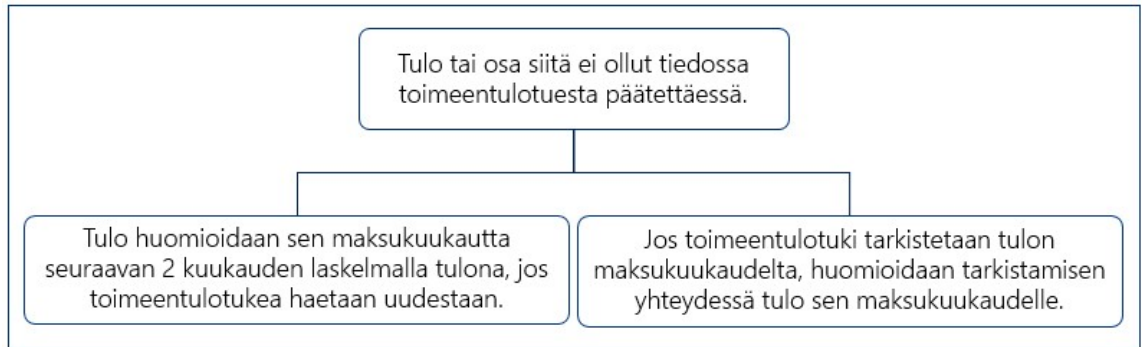 Tulo tai osa siitä ei ollut tiedossa
toimeentulotuesta päätettäessä.
Tulo huomioidaan sen maksukuukautta
seuraavan 2 kuukauden laskelmalla tulona, jos
toimeentulotukea haetaan uudestaan.
Jos toimeentulotuki tarkistetaan tulon
maksukuukaudelta, huomioidaan tarkistamisen
yhteydessä tulo sen maksukuukaudelle.